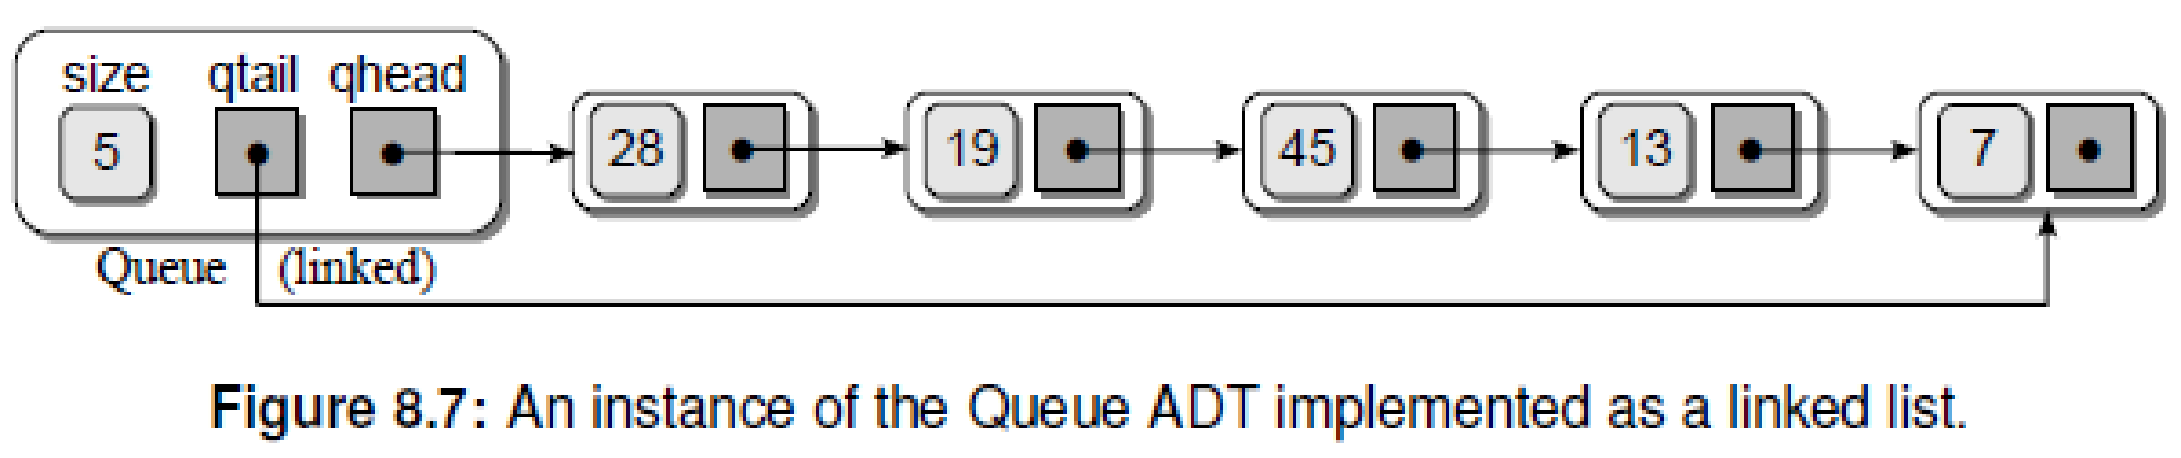 size qtail qhead
5 28 19 45 13 7
Queue (linked)
Figure 8.7: An instance of the Queue ADT implemented as a linked list.